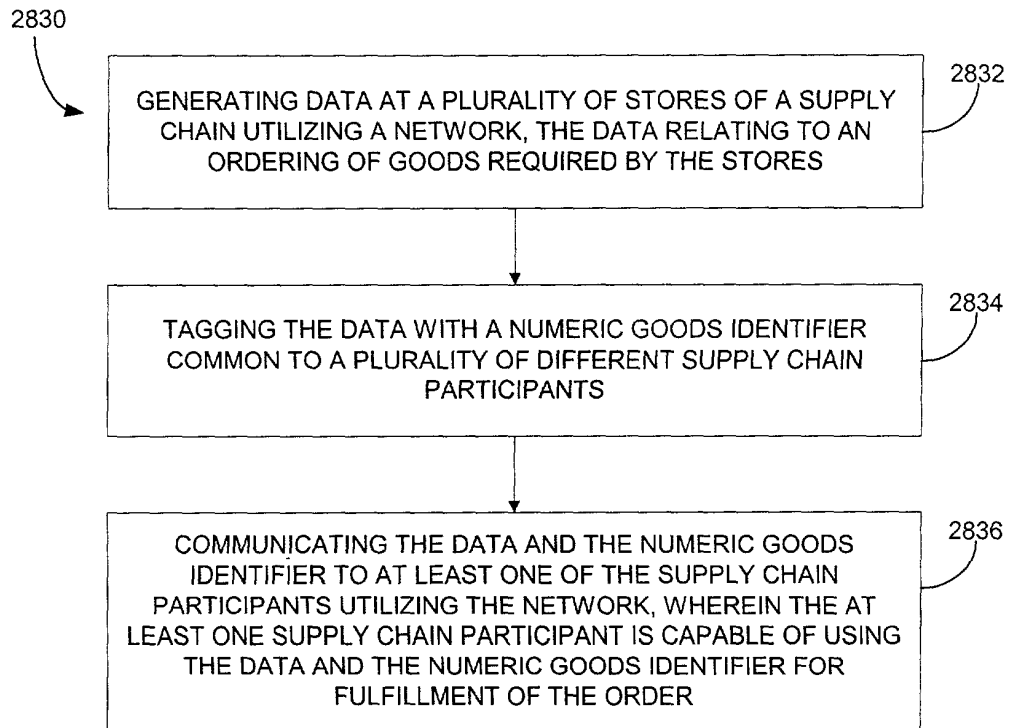 2830
2832
GENERATING DATA AT A PLURALITY OF STORES OF A SUPPLY
CHAIN UTILIZING A NETWORK, THE DATA RELATING TO AN
ORDERING OF GOODS REQUIRED BY THE STORES
2834
TAGGING THE DATA WITH A NUMERIC GOODS IDENTIFIER
COMMON TO A PLURALITY OF DIFFERENT SUPPLY CHAIN
PARTICIPANTS
2836
COMMUNICATING THE DATA AND THE NUMERIC GOODS
IDENTIFIER TO AT LEAST ONE OF THE SUPPLY CHAIN
PARTICIPANTS UTILIZING THE NETWORK, WHEREIN THE AT
LEAST ONE SUPPLY CHAIN PARTICIPANT IS CAPABLE OF USING
THE DATA AND THE NUMERIC GOODS IDENTIFIER FOR
FULFILLMENT OF THE ORDER